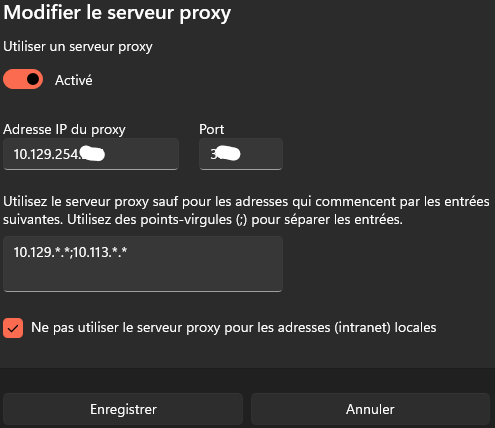 Modifier le serveur proxy
Utiliser un serveur proxy
Activé
Adresse IP du proxy
Port
10.129.254.
3
Utilisez le serveur proxy sauf pour les adresses qui commencent par les entrées
suivantes. Utilisez des points-virgules (;) pour séparer les entrées.
10.129.*.*;10.113.*.*
Ne pas utiliser le serveur proxy pour les adresses (intranet) locales
Enregistrer
Annuler